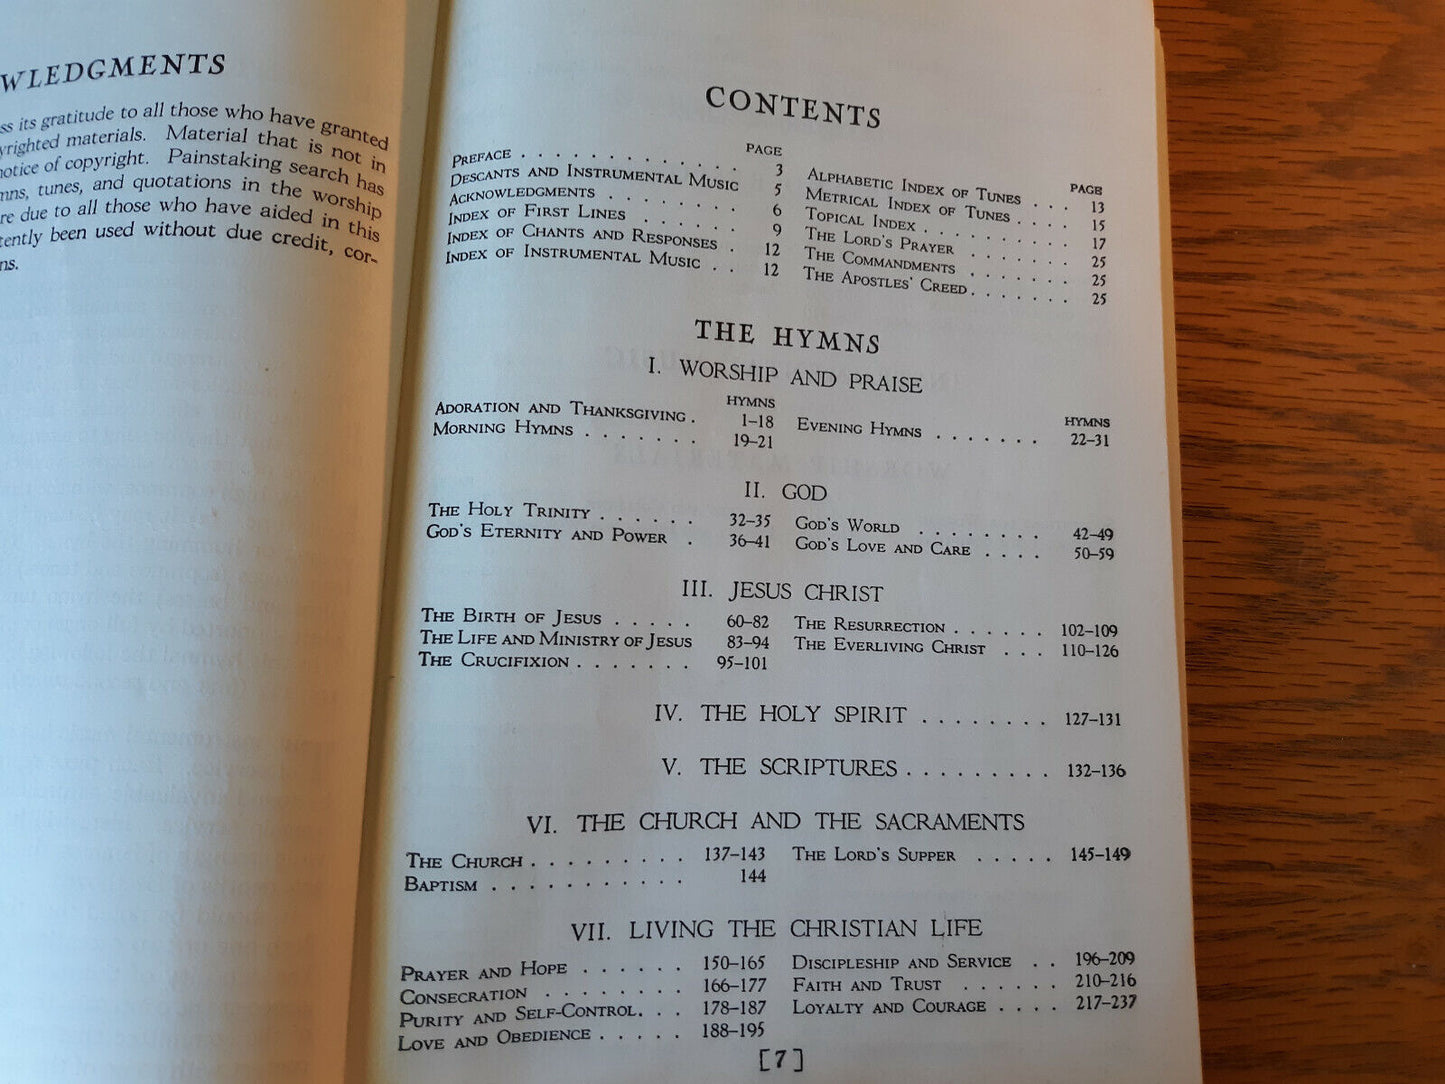 WLEDGMENTS
ss its gratitude to all those who have granted
yrighted materials. Material that is not in
notice of copyright. Painstaking search has
mns, tunes, and quotations in the worship
re due to all those who have aided in this
tently been used without due credit, cor-
ns.
CONTENTS
PAGE
PREFACE . . . . . . . . . . . . 3
DESCANTS AND INSTRUMENTAL MUSIC 5
ACKNOWLEDGMENTS . . . . . . . . 6
INDEX OF FIRST LINES . . . . . . 9
INDEX OF CHANTS AND RESPONSES . 12
INDEX OF INSTRUMENTAL MUSIC . . 12
PAGE
ALPHABETIC INDEX OF TUNES . . . 13
METRICAL INDEX OF TUNES . . . . 15
TOPICAL INDEX . . . . . . . . . . 17
THE LORD'S PRAYER . . . . . . . 25
THE COMMANDMENTS . . . . . . . 25
THE APOSTLES' CREED . . . . . . . 25
THE HYMNS
I. WORSHIP AND PRAISE
HYMNS
ADORATION AND THANKSGIVING . 1–18
MORNING HYMNS . . . . . . . 19–21
HYMNS
EVENING HYMNS . . . . . . . 22–31
II. GOD
THE HOLY TRINITY . . . . . . 32–35
GOD'S ETERNITY AND POWER . 36–41
GOD'S WORLD . . . . . . . . 42–49
GOD'S LOVE AND CARE . . . . 50–59
III. JESUS CHRIST
THE BIRTH OF JESUS . . . . . 60–82
THE LIFE AND MINISTRY OF JESUS 83–94
THE CRUCIFIXION . . . . . . . 95–101
THE RESURRECTION . . . . . . 102–109
THE EVERLIVING CHRIST . . . 110–126
IV. THE HOLY SPIRIT . . . . . . . . 127–131
V. THE SCRIPTURES . . . . . . . . . 132–136
VI. THE CHURCH AND THE SACRAMENTS
THE CHURCH . . . . . . . . . 137–143
BAPTISM . . . . . . . . . . . 144
THE LORD'S SUPPER . . . . . 145–149
VII. LIVING THE CHRISTIAN LIFE
PRAYER AND HOPE . . . . . . 150–165
CONSECRATION . . . . . . . . 166–177
PURITY AND SELF-CONTROL . . . 178–187
LOVE AND OBEDIENCE . . . . . 188–195
DISCIPLESHIP AND SERVICE . . 196–209
FAITH AND TRUST . . . . . . 210–216
LOYALTY AND COURAGE . . . . 217–237
[7]